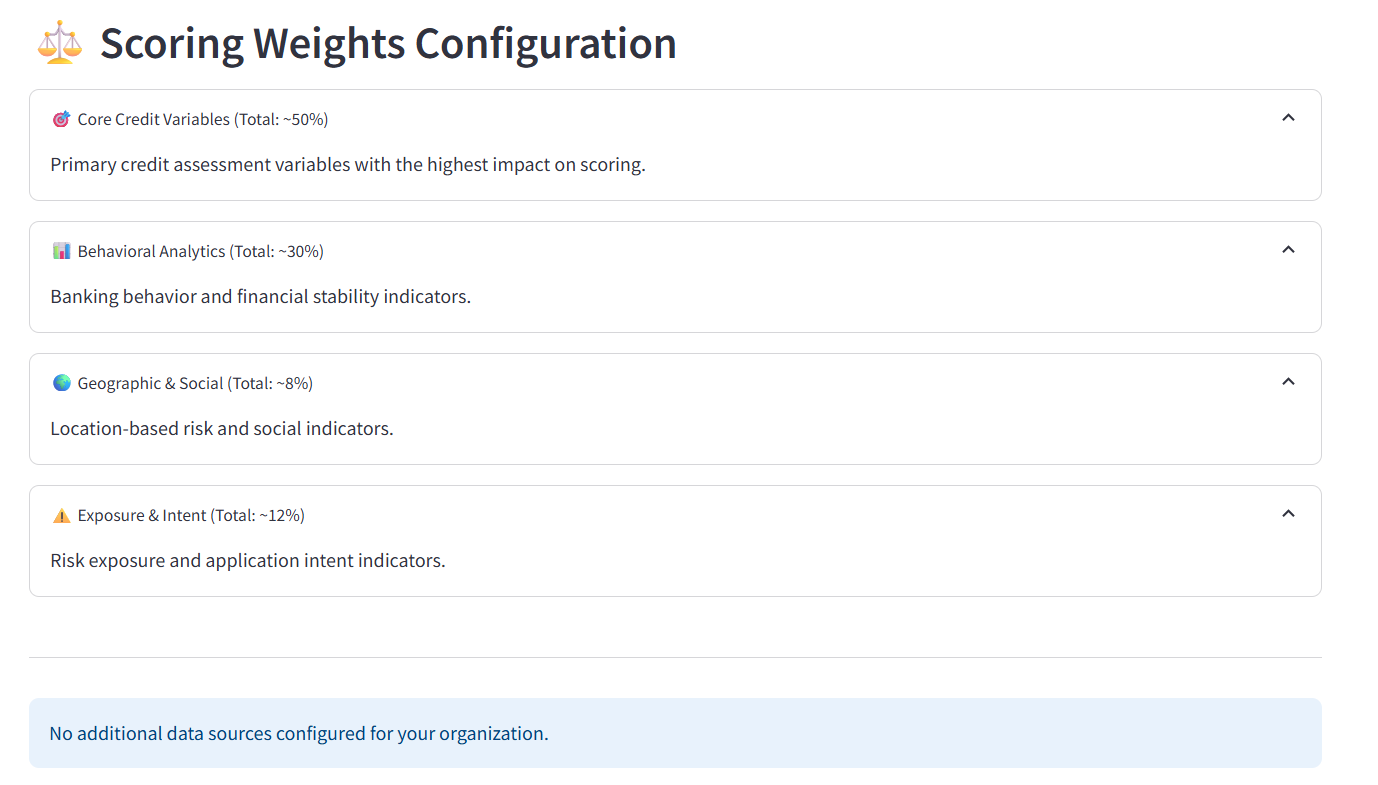 Scoring Weights Configuration
Core Credit Variables (Total: ~50%)
Primary credit assessment variables with the highest impact on scoring.
Behavioral Analytics (Total: ~30%)
Banking behavior and financial stability indicators.
Geographic & Social (Total: ~8%)
Location-based risk and social indicators.
Exposure & Intent (Total: ~12%)
Risk exposure and application intent indicators.
No additional data sources configured for your organization.